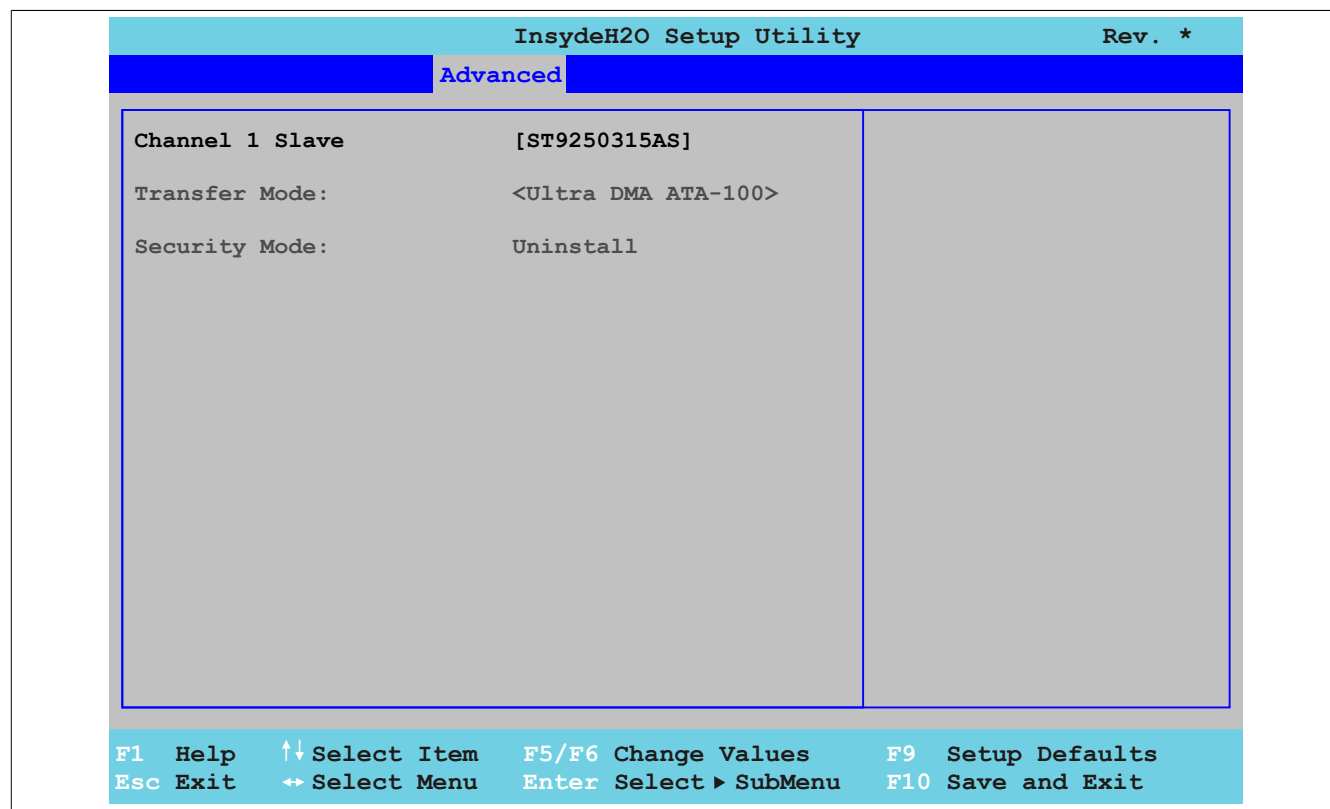 InsydeH2O Setup Utility Rev. *
Advanced
Channel 1 Slave [ST9250315AS]
Transfer Mode: <Ultra DMA ATA-100>
Security Mode: Uninstall
F1 Help ↑↓ Select Item F5/F6 Change Values F9 Setup Defaults
Esc Exit ↔ Select Menu Enter Select ▶ SubMenu F10 Save and Exit